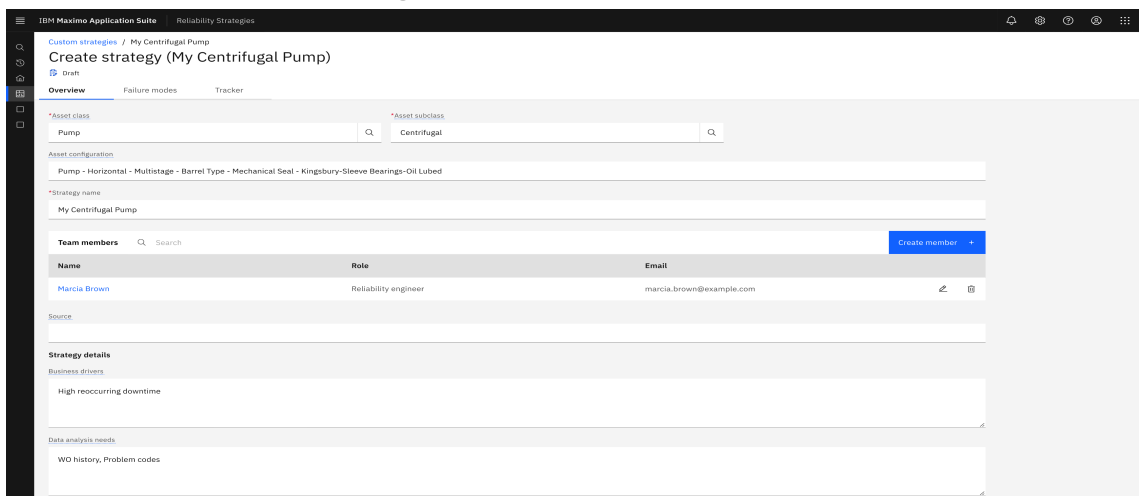 IBM Maximo Application Suite Reliability Strategies
Custom strategies / My Centrifugal Pump
Create strategy (My Centrifugal Pump)
Draft
Overview Failure modes Tracker
*Asset class *Asset subclass
Pump Centrifugal
Asset configuration
Pump - Horizontal - Multistage - Barrel Type - Mechanical Seal - Kingsbury-Sleeve Bearings-Oil Lubed
*Strategy name
My Centrifugal Pump
Team members Search Create member +
Name Role Email
Marcia Brown Reliability engineer marcia.brown@example.com
Source
Strategy details
Business drivers
High reoccurring downtime
Data analysis needs
WO history, Problem codes